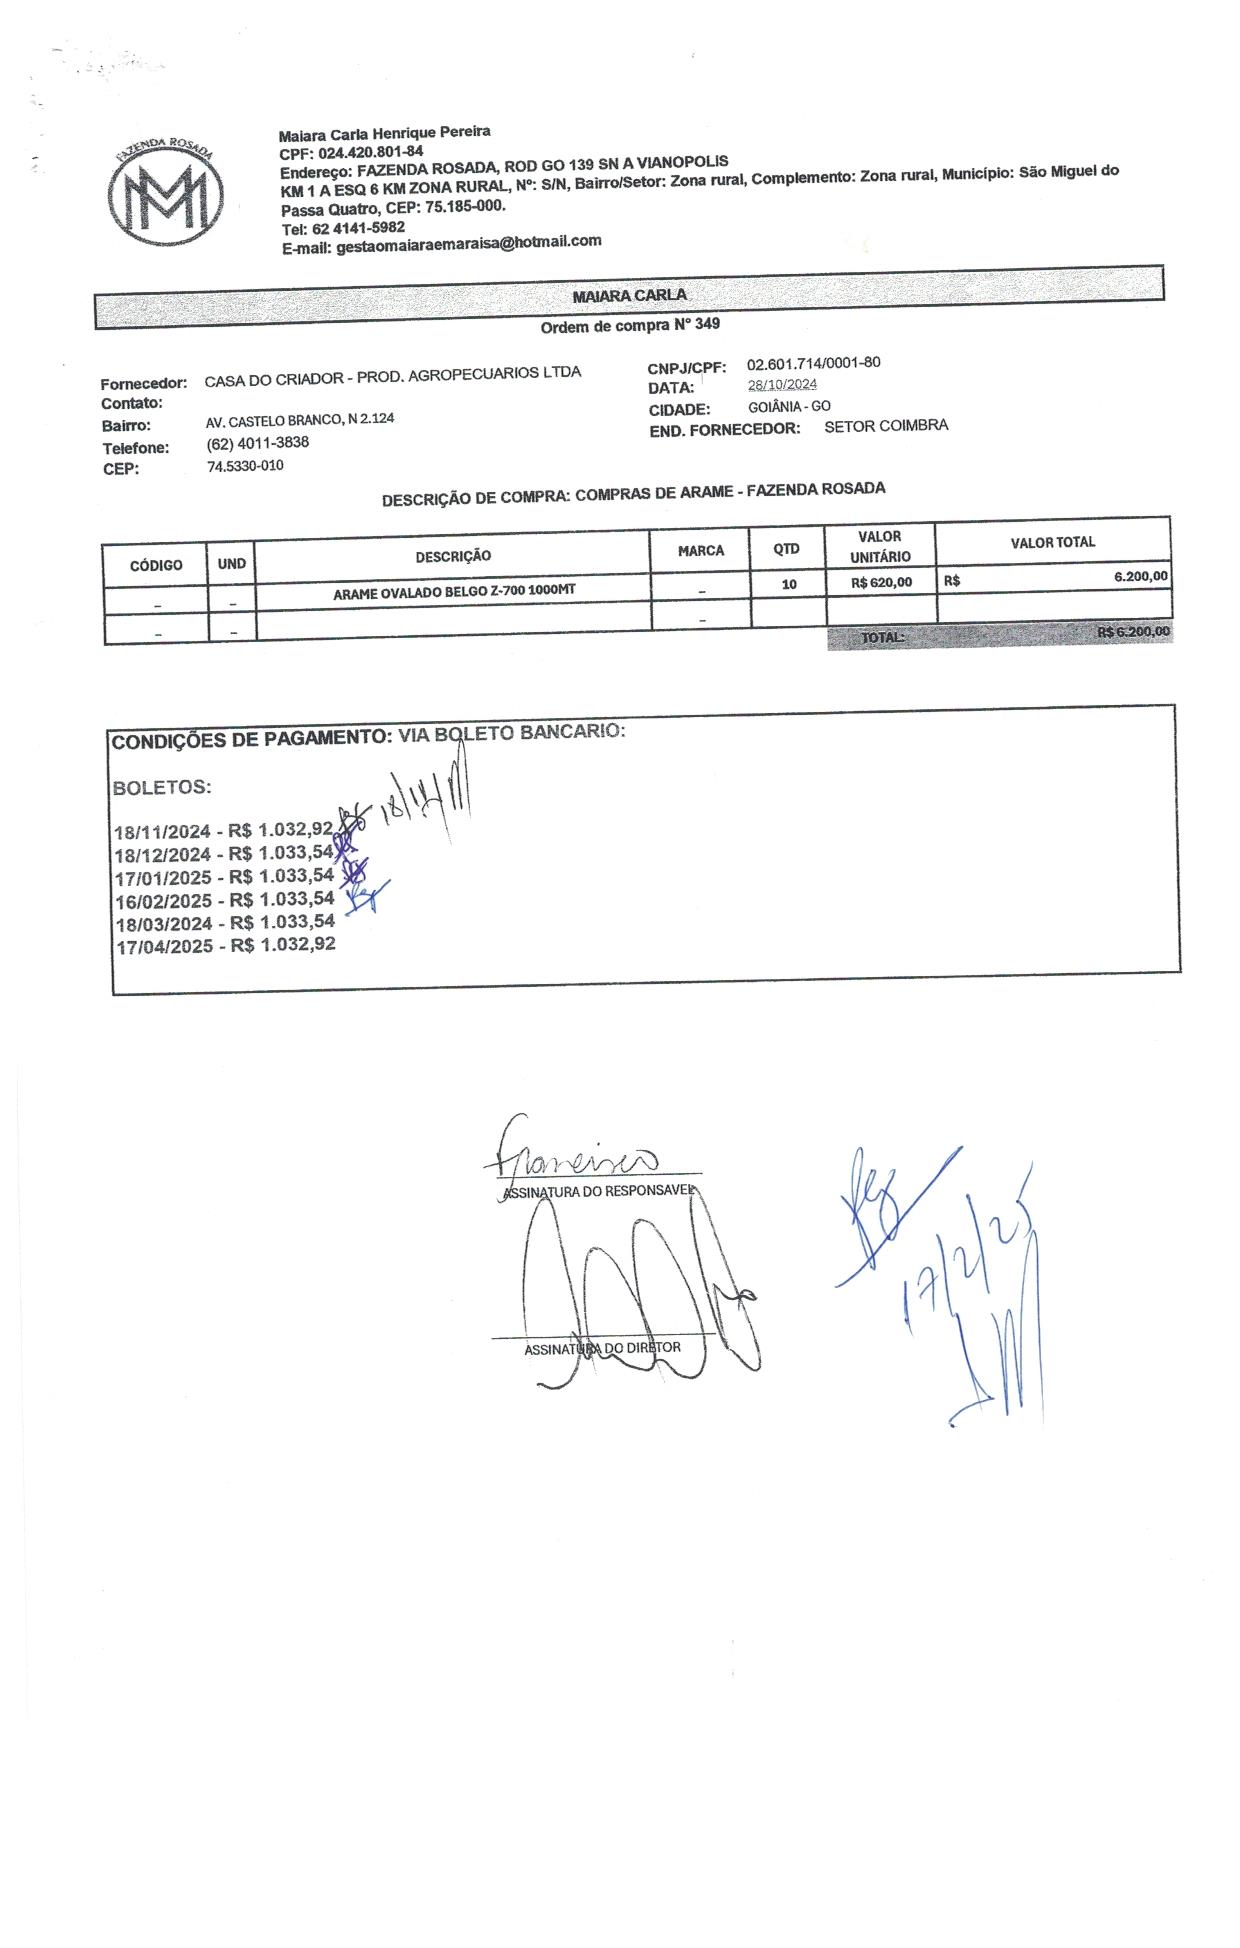 FAZENDA ROSADA
Maiara Carla Henrique Pereira
CPF: 024.420.801-84
Endereço: FAZENDA ROSADA, ROD GO 139 SN A VIANOPOLIS
KM 1 A ESQ 6 KM ZONA RURAL, Nº: S/N, Bairro/Setor: Zona rural, Complemento: Zona rural, Município: São Miguel do
Passa Quatro, CEP: 75.185-000.
Tel: 62 4141-5982
E-mail: gestaomaiaraemaraisa@hotmail.com
MAIARA CARLA
Ordem de compra Nº 349
Fornecedor: CASA DO CRIADOR - PROD. AGROPECUARIOS LTDA
Contato:
Bairro: AV. CASTELO BRANCO, N 2.124
Telefone: (62) 4011-3838
CEP: 74.5330-010
CNPJ/CPF: 02.601.714/0001-80
DATA: 28/10/2024
CIDADE: GOIÂNIA - GO
END. FORNECEDOR: SETOR COIMBRA
DESCRIÇÃO DE COMPRA: COMPRAS DE ARAME - FAZENDA ROSADA
CÓDIGO UND DESCRIÇÃO MARCA QTD VALOR UNITÁRIO VALOR TOTAL
_ _ ARAME OVALADO BELGO Z-700 1000MT _ 10 R$ 620,00 R$ 6.200,00
_ _ _
TOTAL: R$ 6.200,00
CONDIÇÕES DE PAGAMENTO: VIA BOLETO BANCARIO:
BOLETOS:
18/11/2024 - R$ 1.032,92
18/12/2024 - R$ 1.033,54
17/01/2025 - R$ 1.033,54
16/02/2025 - R$ 1.033,54
18/03/2024 - R$ 1.033,54
17/04/2025 - R$ 1.032,92
Francisco
ASSINATURA DO RESPONSAVEL
ASSINATURA DO DIRETOR
17/2/25